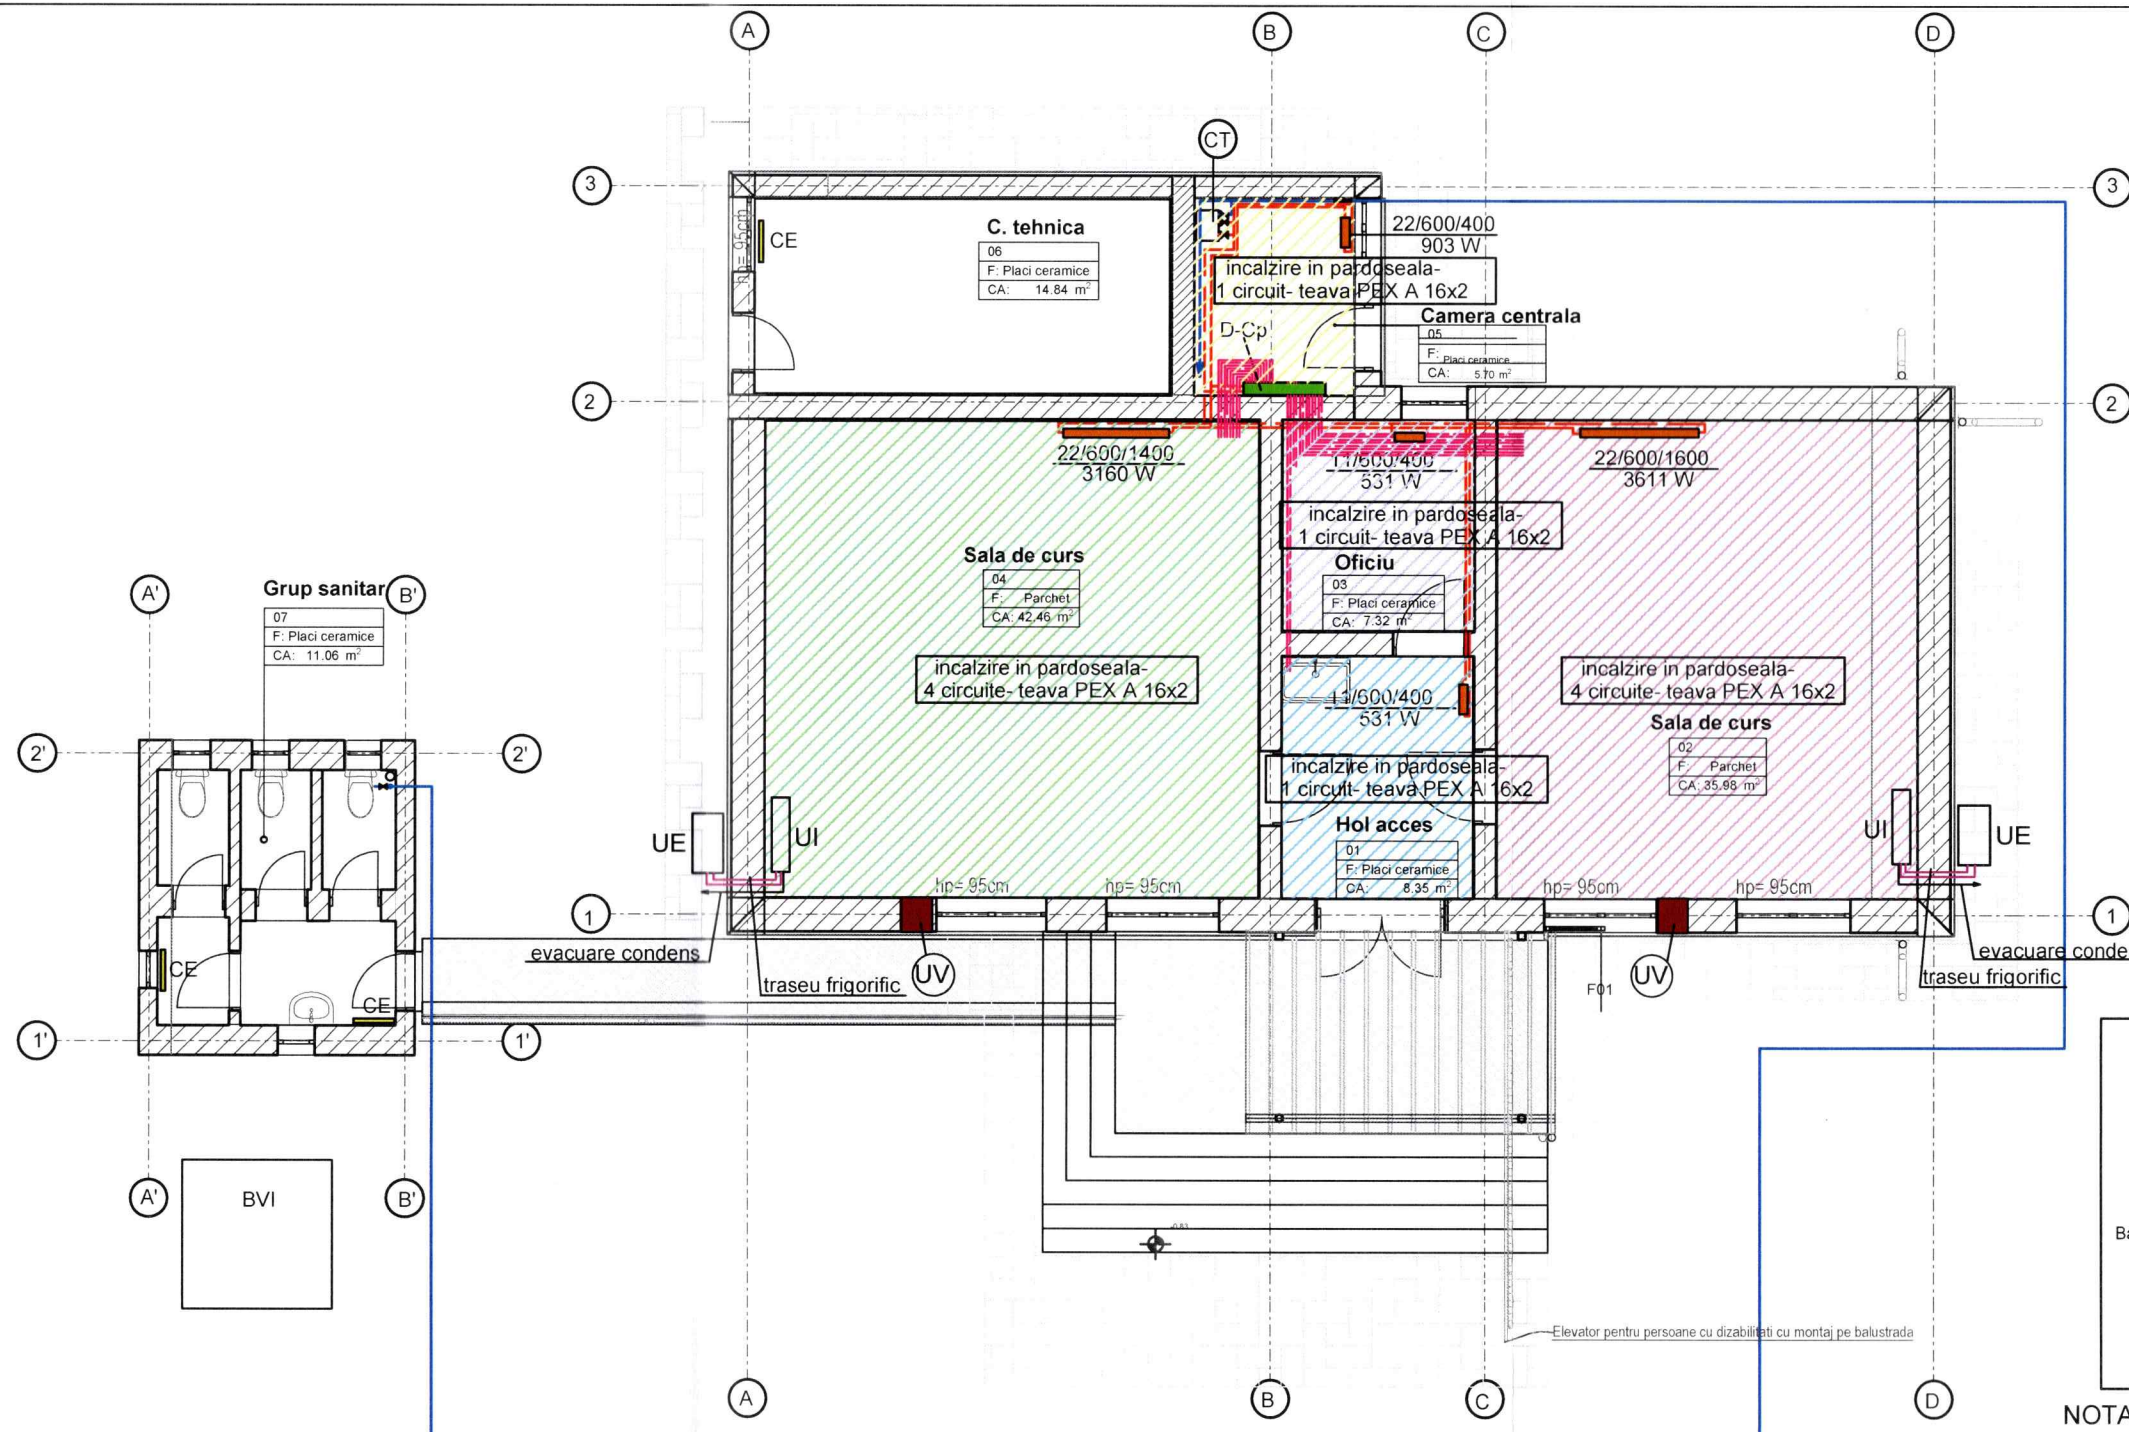 A
B
C
D
CT
3
3
C. tehnica
06
F: Placi ceramice
CA: 14.84 m²
hp= 95cm
CE
22/600/400
903 W
incalzire in pardoseala-
1 circuit- teava PEX A 16x2
D-Cp
Camera centrala
05
F: Placi ceramice
CA: 5.70 m²
2
2
22/600/1400
3160 W
11/600/400
531 W
22/600/1600
3611 W
incalzire in pardoseala-
1 circuit- teava PEX A 16x2
Sala de curs
04
F: Parchet
CA: 42.46 m²
Oficiu
03
F: Placi ceramice
CA: 7.32 m²
A'
Grup sanitar
B'
07
F: Placi ceramice
CA: 11.06 m²
incalzire in pardoseala-
4 circuite- teava PEX A 16x2
11/600/400
531 W
incalzire in pardoseala-
4 circuite- teava PEX A 16x2
Sala de curs
02
F: Parchet
CA: 35.98 m²
2'
2'
incalzire in pardoseala-
1 circuit- teava PEX A 16x2
Hol acces
01
F: Placi ceramice
CA: 8.35 m²
UE
UI
UI
UE
hp= 95cm
hp= 95cm
hp= 95cm
hp= 95cm
1
1
evacuare condens
traseu frigorific
UV
UV
F01
evacuare conde
traseu frigorific
CE
CE
1'
1'
A'
B'
BVI
-0.83
Ba
Elevator pentru persoane cu dizabilitati cu montaj pe balustrada
A
B
C
D
NOTA